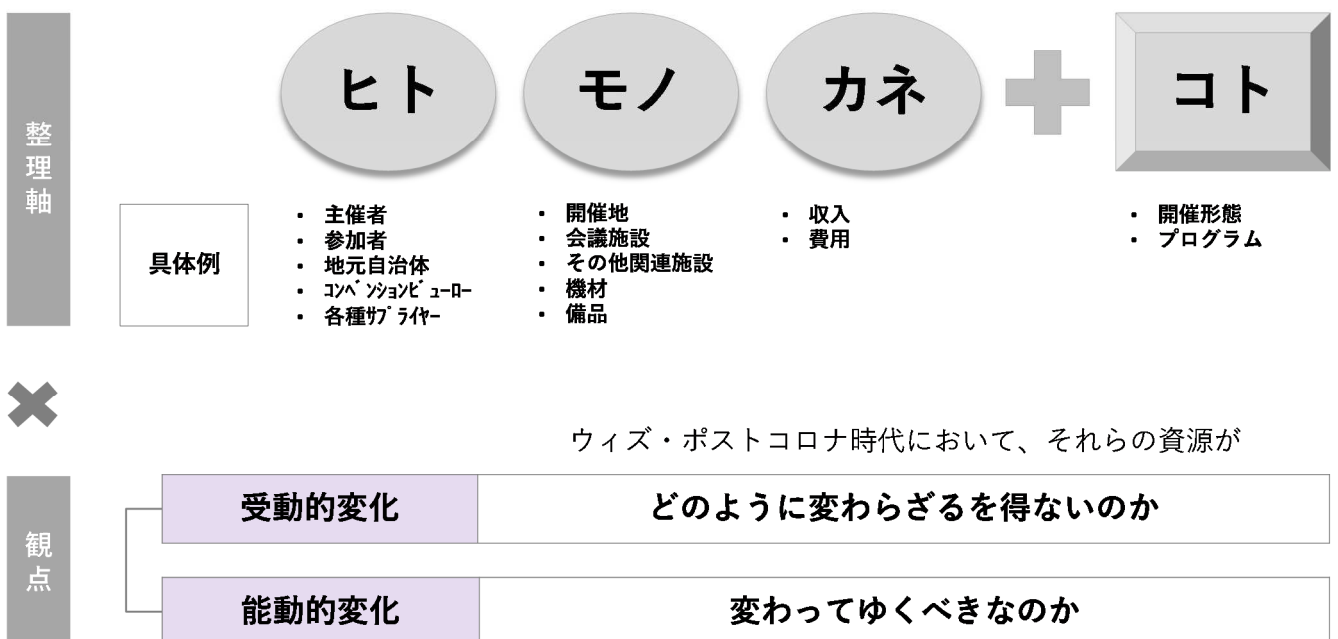 整理軸
ヒト
モノ
カネ
コト
具体例
・ 主催者
・ 参加者
・ 地元自治体
・ ｺﾝﾍﾞﾝｼｮﾝﾋﾞｭｰﾛｰ
・ 各種ｻﾌﾟﾗｲﾔｰ
・ 開催地
・ 会議施設
・ その他関連施設
・ 機材
・ 備品
・ 収入
・ 費用
・ 開催形態
・ プログラム
ウィズ・ポストコロナ時代において、それらの資源が
観点
受動的変化
どのように変わらざるを得ないのか
能動的変化
変わってゆくべきなのか